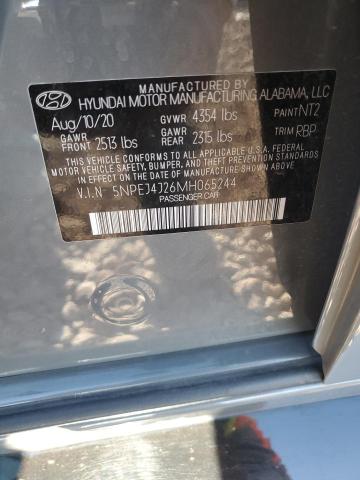 MANUFACTURED BY
HYUNDAI MOTOR MANUFACTURING ALABAMA, LLC
Aug/10/20 GVWR 4354 lbs PAINT NT2
GAWR FRONT 2513 lbs GAWR REAR 2315 lbs TRIM RBP
THIS VEHICLE CONFORMS TO ALL APPLICABLE U.S.A. FEDERAL
MOTOR VEHICLE SAFETY, BUMPER, AND THEFT PREVENTION
STANDARDS IN EFFECT ON THE DATE OF MANUFACTURE SHOWN ABOVE.
V.I.N 5NPEJ4J26MH065244
PASSENGER CAR